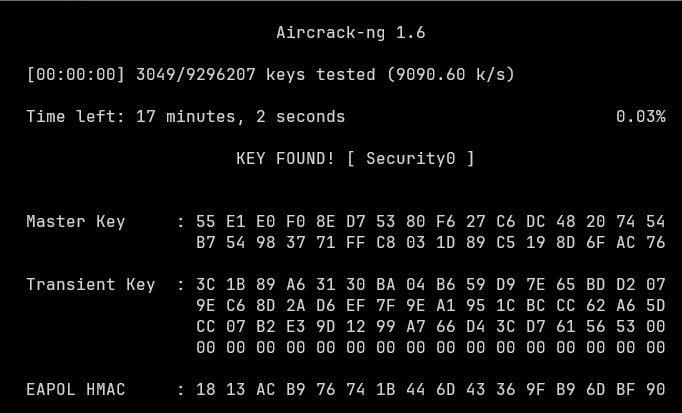 Aircrack-ng 1.6
[00:00:00] 3049/9296207 keys tested (9090.60 k/s)
Time left: 17 minutes, 2 seconds 0.03%
KEY FOUND! [ Security0 ]
Master Key : 55 E1 E0 F0 8E D7 53 80 F6 27 C6 DC 48 20 74 54
B7 54 98 37 71 FF C8 03 1D 89 C5 19 8D 6F AC 76
Transient Key : 3C 1B 89 A6 31 30 BA 04 B6 59 D9 7E 65 BD D2 07
9E C6 8D 2A D6 EF 7F 9E A1 95 1C BC CC 62 A6 5D
CC 07 B2 E3 9D 12 99 A7 66 D4 3C D7 61 56 53 00
00 00 00 00 00 00 00 00 00 00 00 00 00 00 00 00
EAPOL HMAC : 18 13 AC B9 76 74 1B 44 6D 43 36 9F B9 6D BF 90